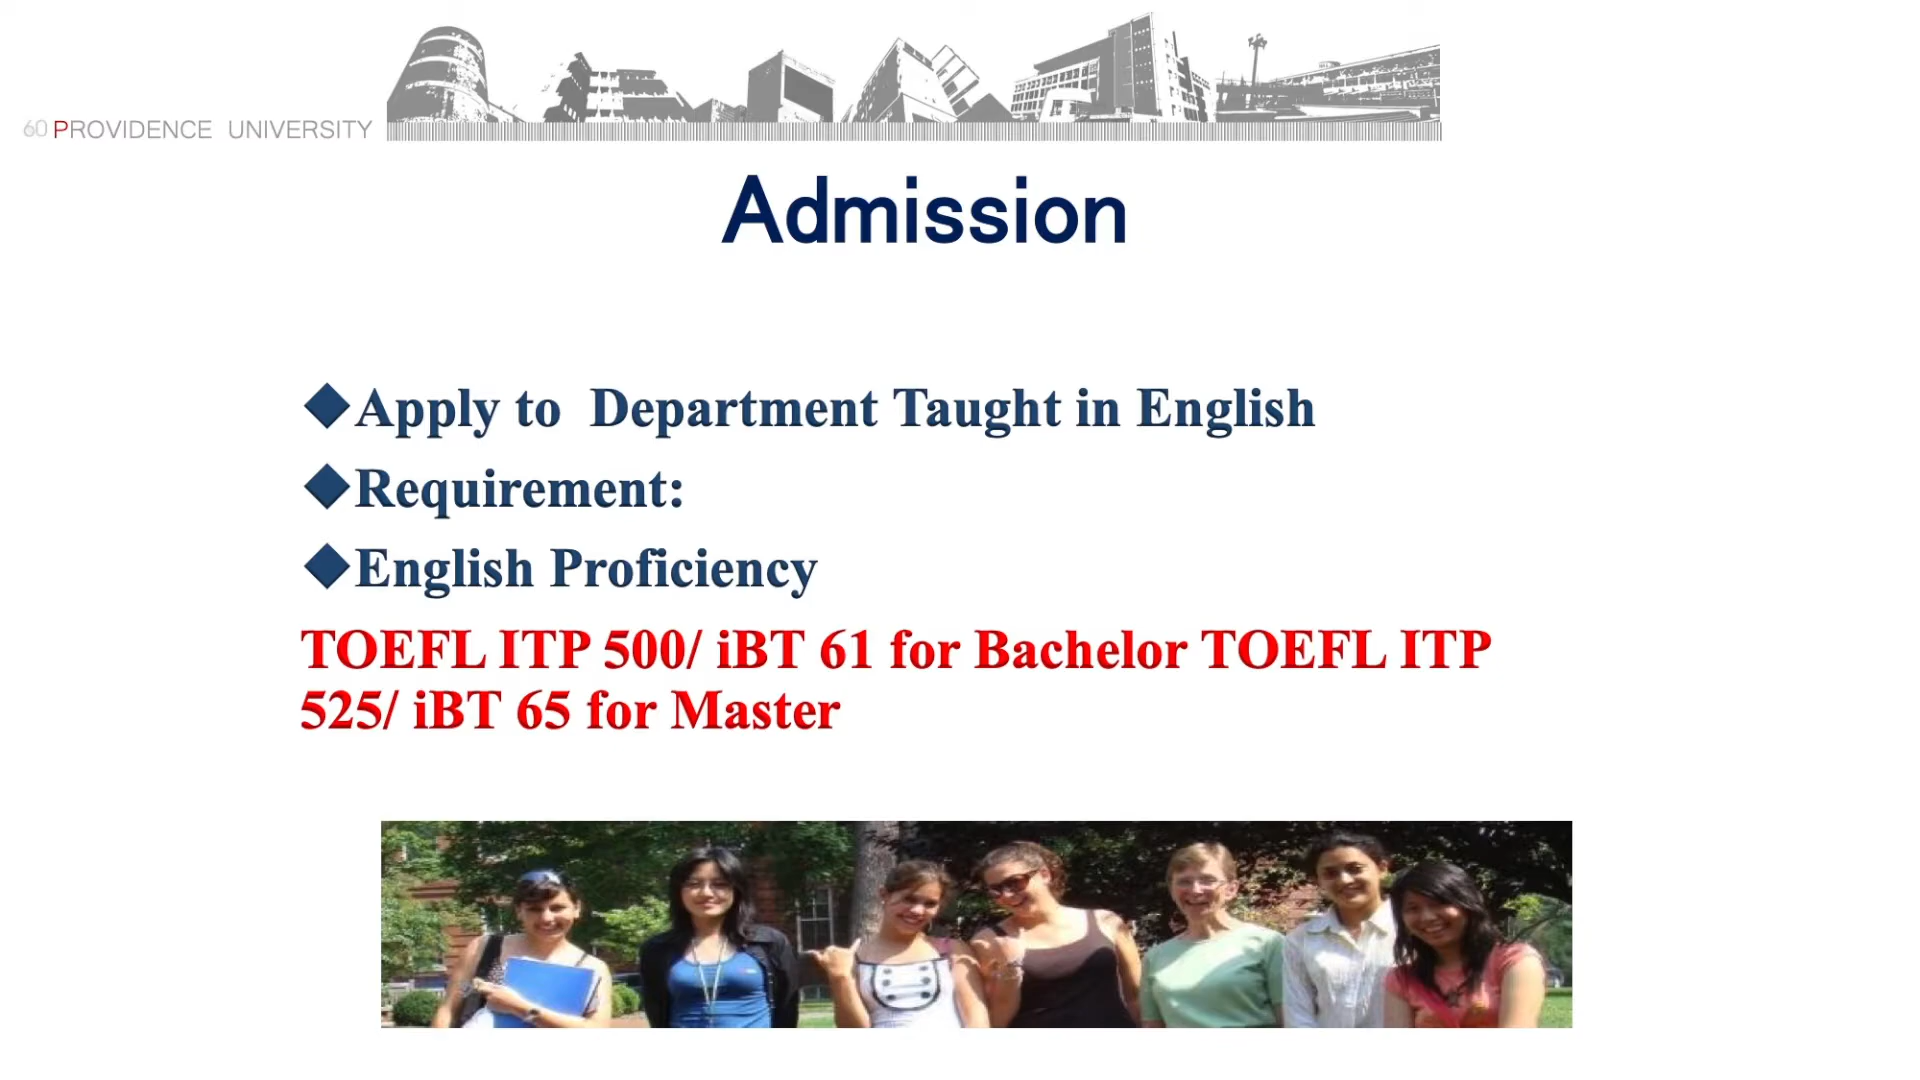 60 PROVIDENCE UNIVERSITY
Admission
◆Apply to Department Taught in English
◆Requirement:
◆English Proficiency
TOEFL ITP 500/ iBT 61 for Bachelor TOEFL ITP
525/ iBT 65 for Master